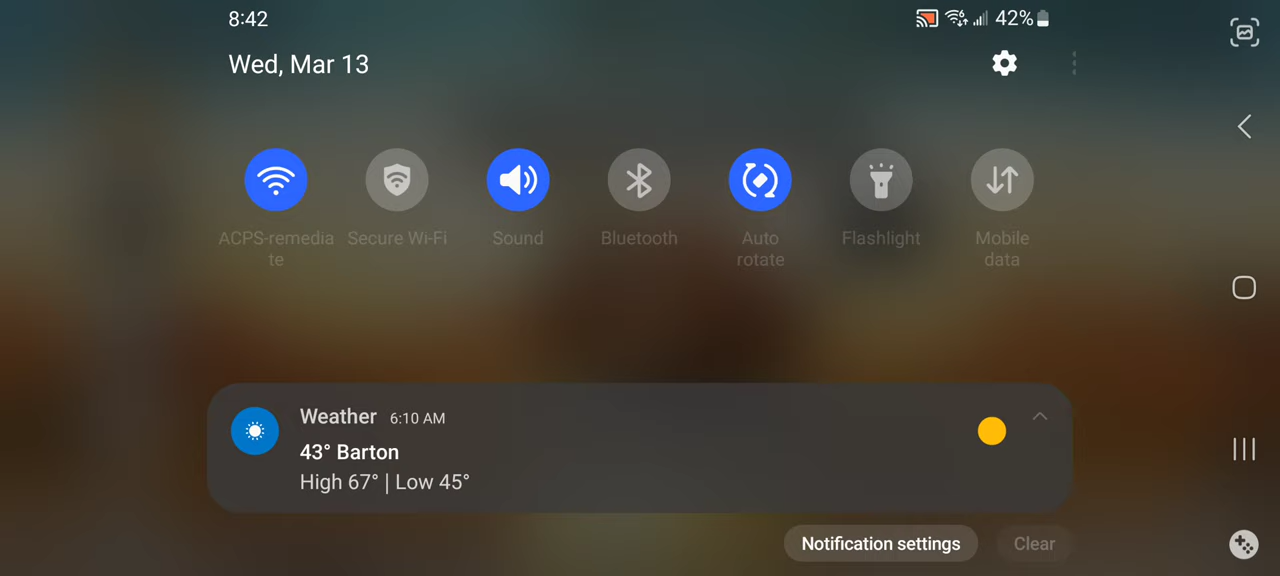 8:42
42%
Wed, Mar 13
ACPS-remedia
te
Secure Wi-Fi
Sound
Bluetooth
Auto
rotate
Flashlight
Mobile
data
Weather 6:10 AM
43° Barton
High 67° | Low 45°
Notification settings
Clear